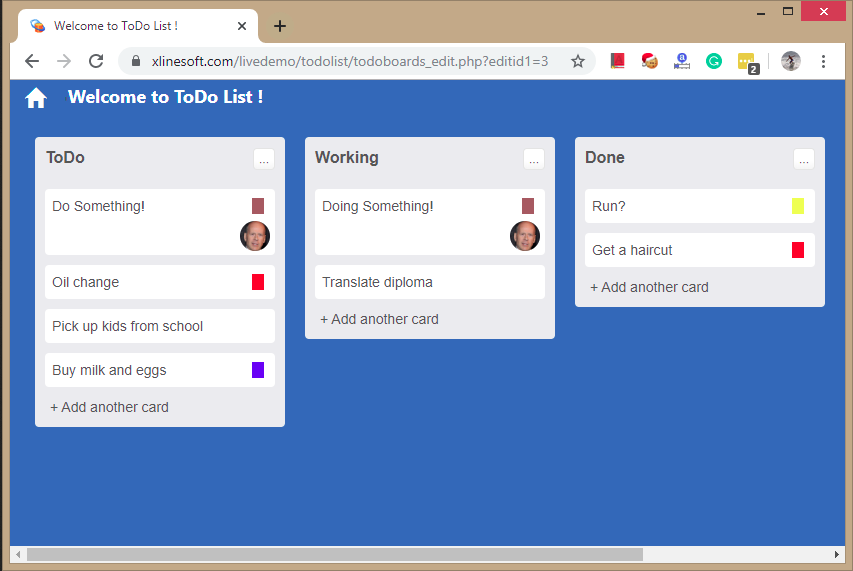 Welcome to ToDo List !
xlinesoft.com/livedemo/todolist/todoboards_edit.php?editid1=3
a
2
Welcome to ToDo List !
ToDo
...
Do Something!
Oil change
Pick up kids from school
Buy milk and eggs
+ Add another card
Working
...
Doing Something!
Translate diploma
+ Add another card
Done
...
Run?
Get a haircut
+ Add another card